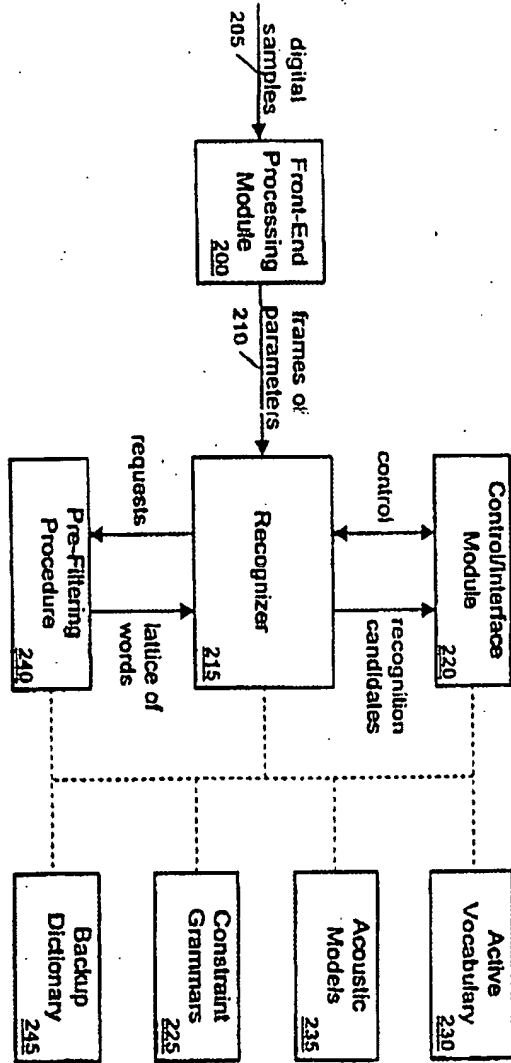 digital
samples
205
Front-End
Processing
Module
200
frames of
parameters
210
Control/Interface
Module
220
control
recognition
candidates
Recognizer
215
requests
lattice of
words
Pre-Filtering
Procedure
240
Active
Vocabulary
230
Acoustic
Models
235
Constraint
Grammars
225
Backup
Dictionary
245